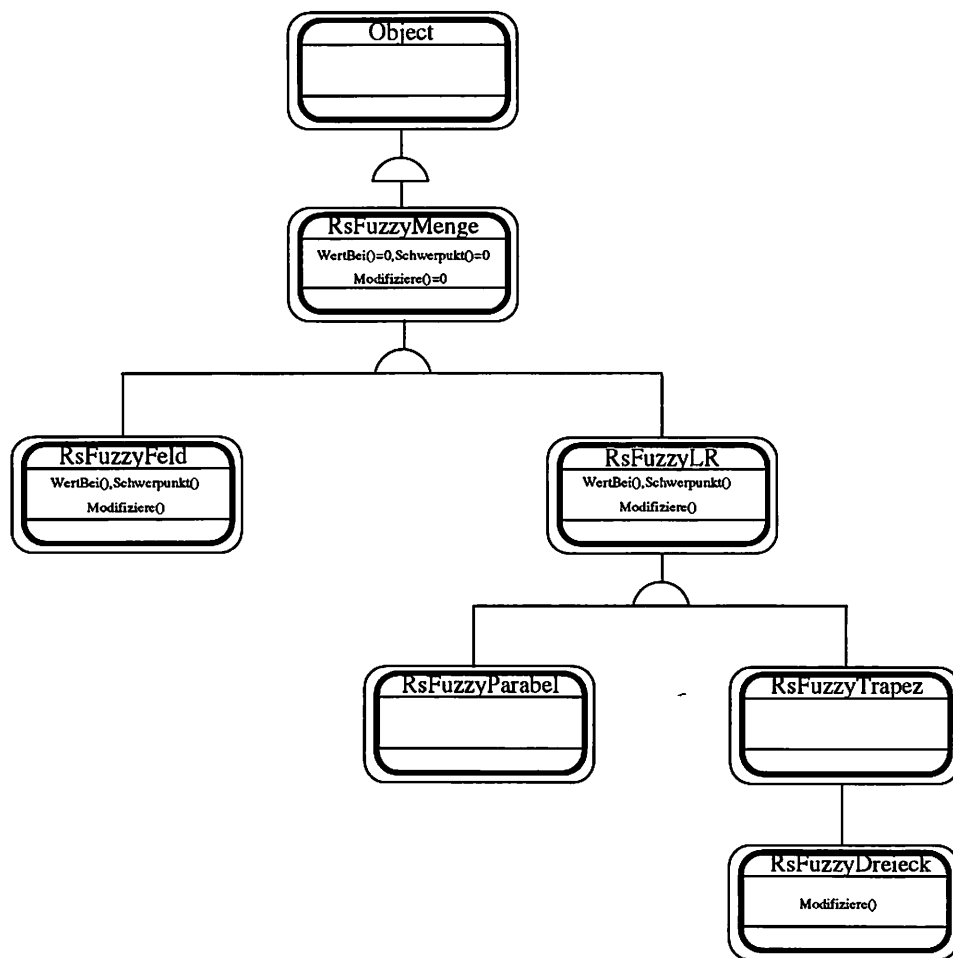 Object
RsFuzzyMenge
WertBei()=0,Schwerpukt()=0
Modifiziere()=0
RsFuzzyFeld
WertBei(),Schwerpunkt()
Modifiziere()
RsFuzzyLR
WertBei(),Schwerpunkt()
Modifiziere()
RsFuzzyParabel
RsFuzzyTrapez
RsFuzzyDreieck
Modifiziere()